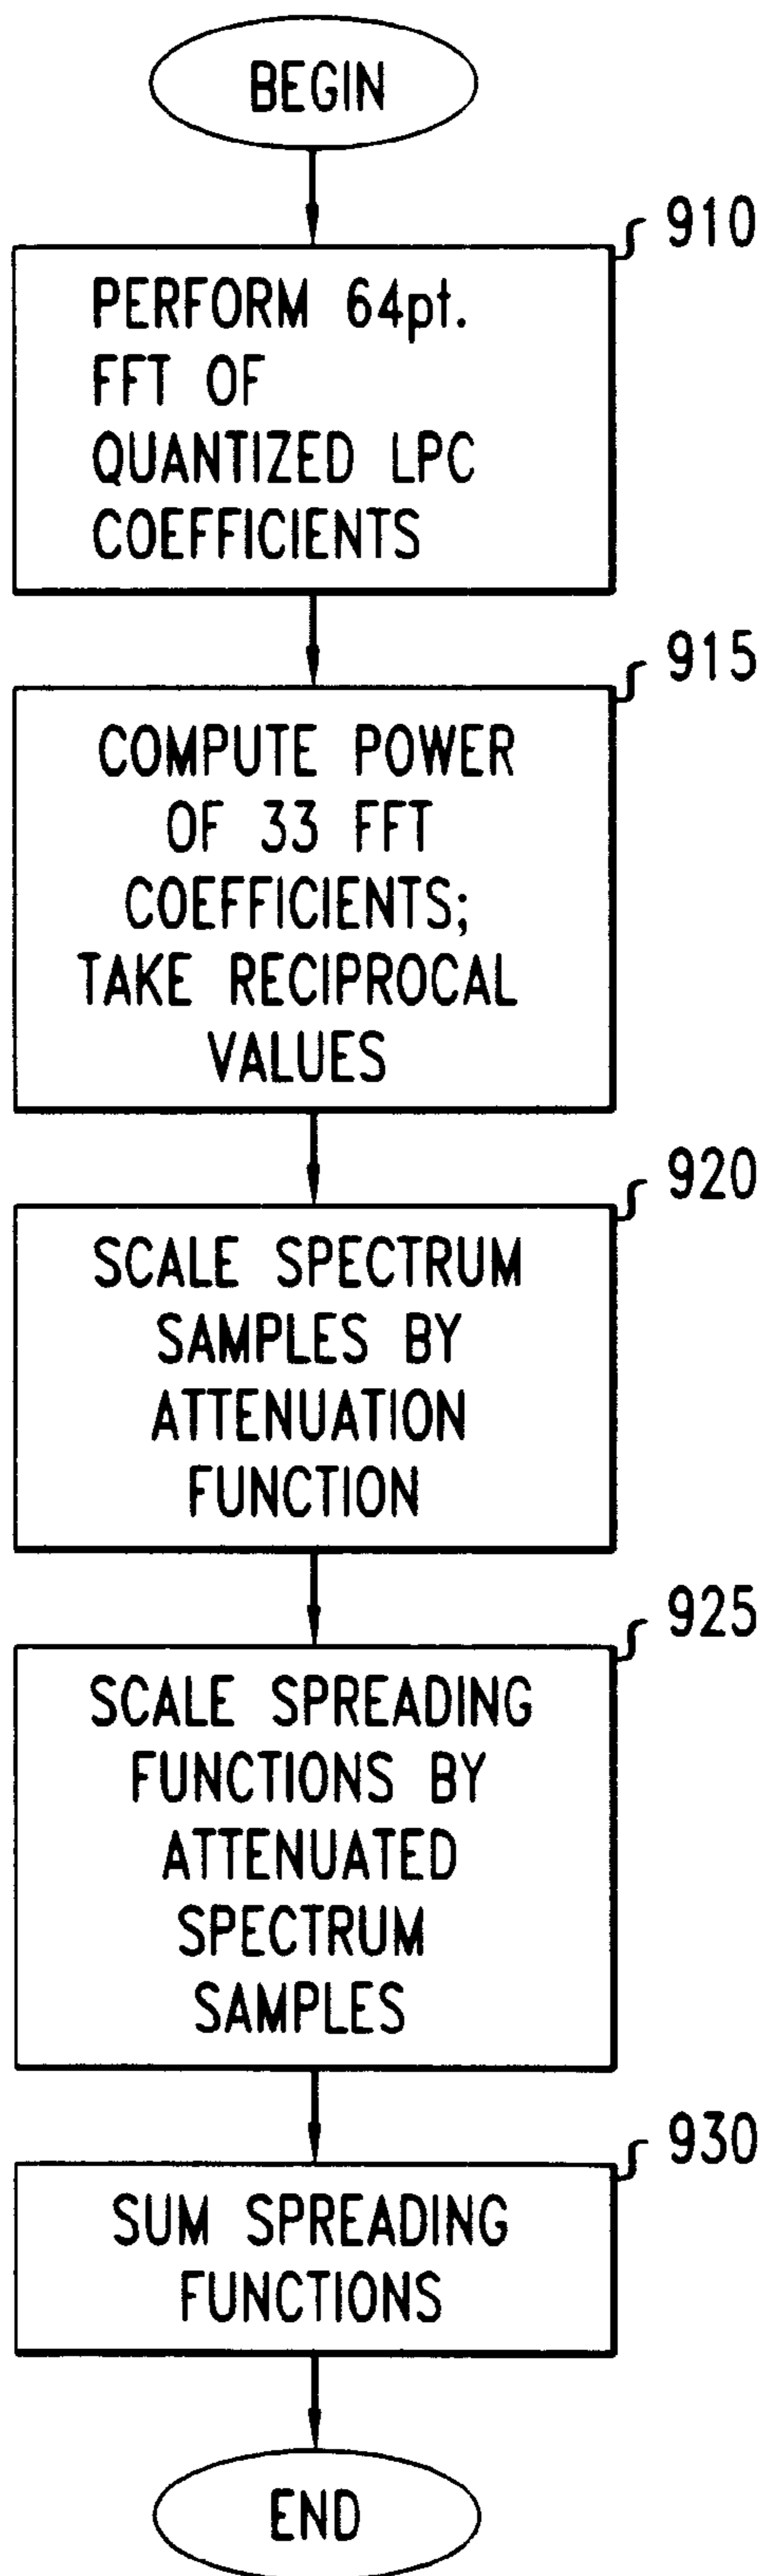 BEGIN
910
PERFORM 64pt.
FFT OF
QUANTIZED LPC
COEFFICIENTS
915
COMPUTE POWER
OF 33 FFT
COEFFICIENTS;
TAKE RECIPROCAL
VALUES
920
SCALE SPECTRUM
SAMPLES BY
ATTENUATION
FUNCTION
925
SCALE SPREADING
FUNCTIONS BY
ATTENUATED
SPECTRUM
SAMPLES
930
SUM SPREADING
FUNCTIONS
END